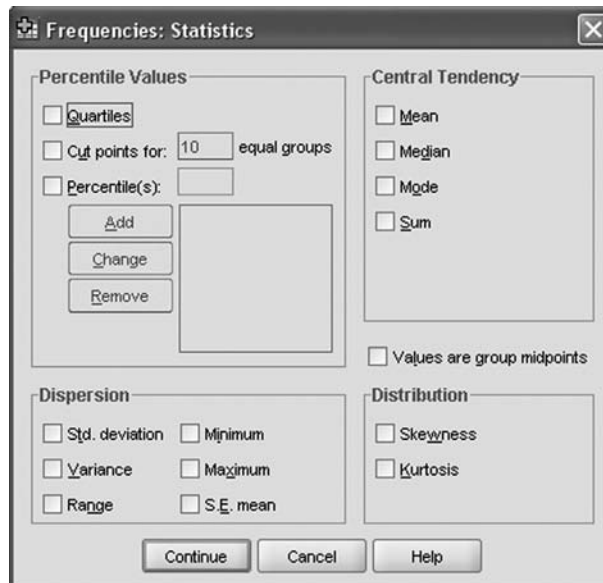 Frequencies: Statistics
Percentile Values
Quartiles
Cut points for: 10 equal groups
Percentile(s):
Add
Change
Remove
Central Tendency
Mean
Median
Mode
Sum
Values are group midpoints
Dispersion
Std. deviation
Minimum
Variance
Maximum
Range
S.E. mean
Distribution
Skewness
Kurtosis
Continue
Cancel
Help